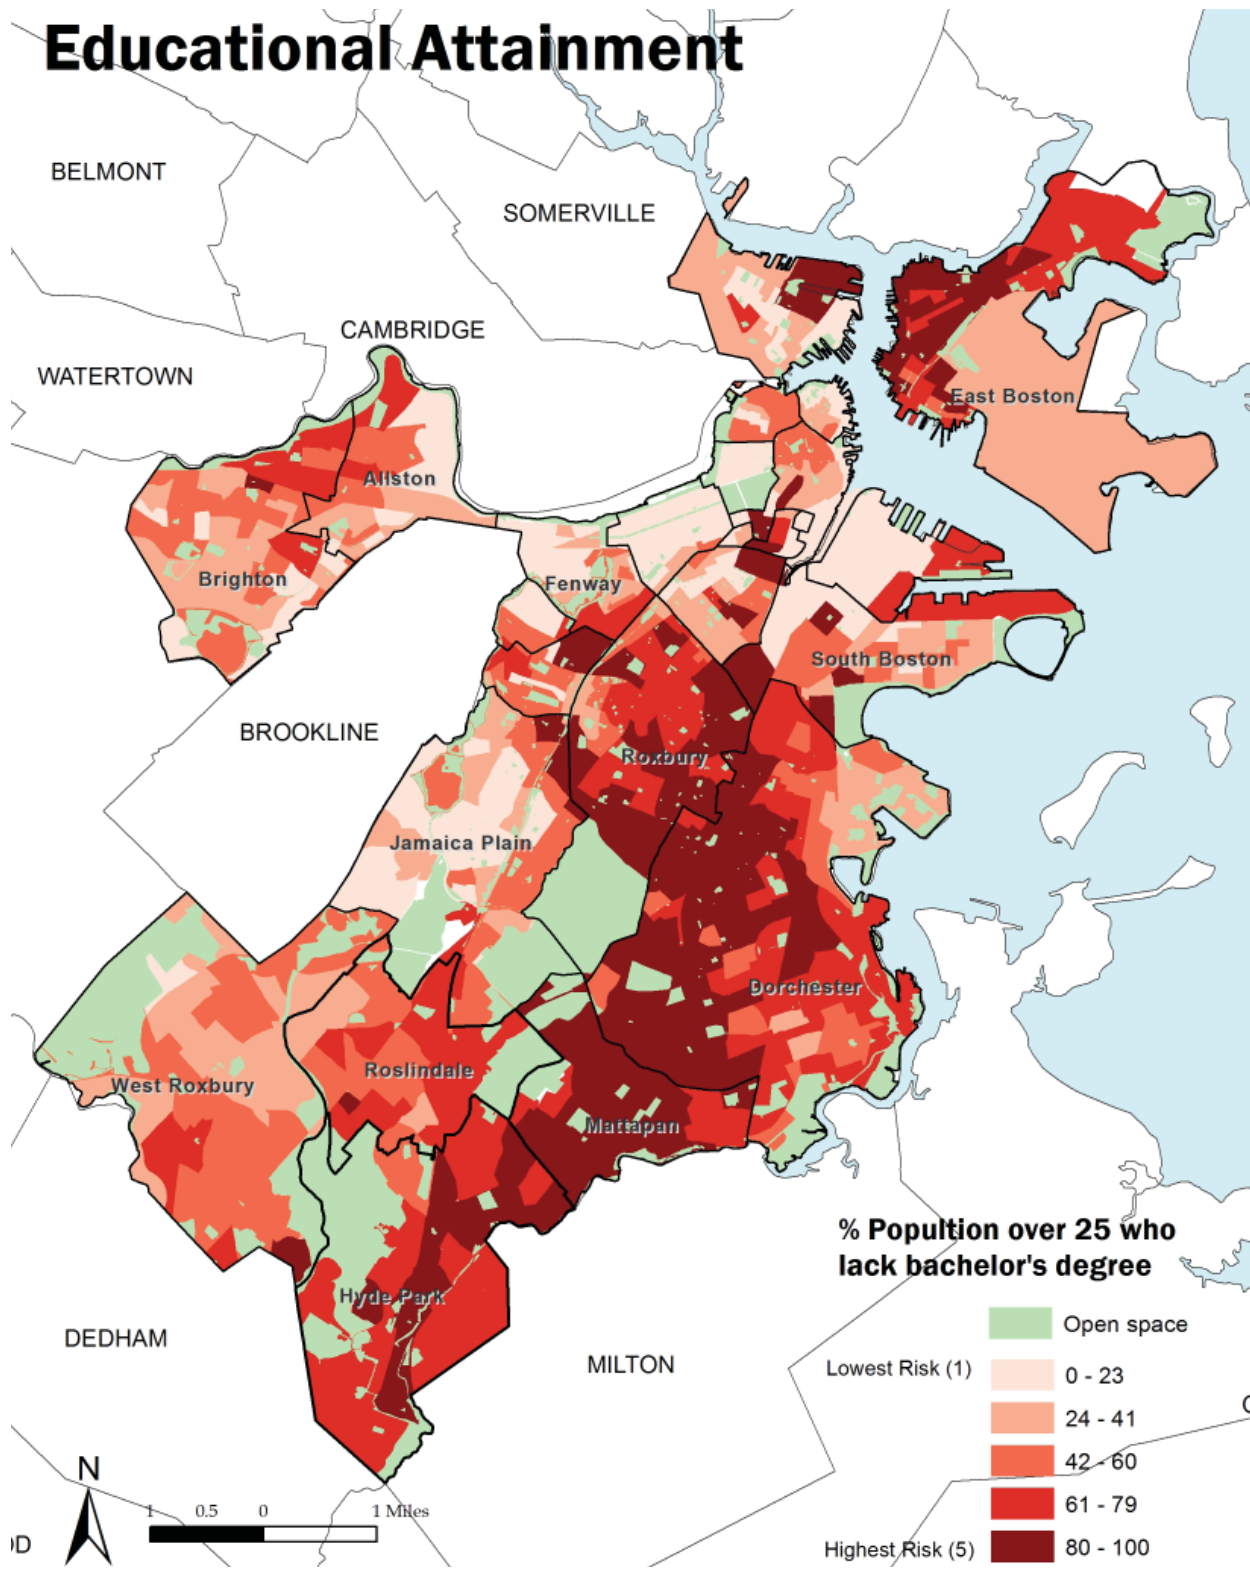 Educational Attainment
BELMONT
SOMERVILLE
CAMBRIDGE
WATERTOWN
East Boston
Allston
Brighton
Fenway
South Boston
BROOKLINE
Roxbury
Jamaica Plain
Dorchester
Roslindale
West Roxbury
Mattapan
Hyde Park
DEDHAM
MILTON
% Popultion over 25 who
lack bachelor's degree
Open space
Lowest Risk (1)
0 - 23
24 - 41
42 - 60
61 - 79
Highest Risk (5)
80 - 100
N
1 0.5 0 1 Miles